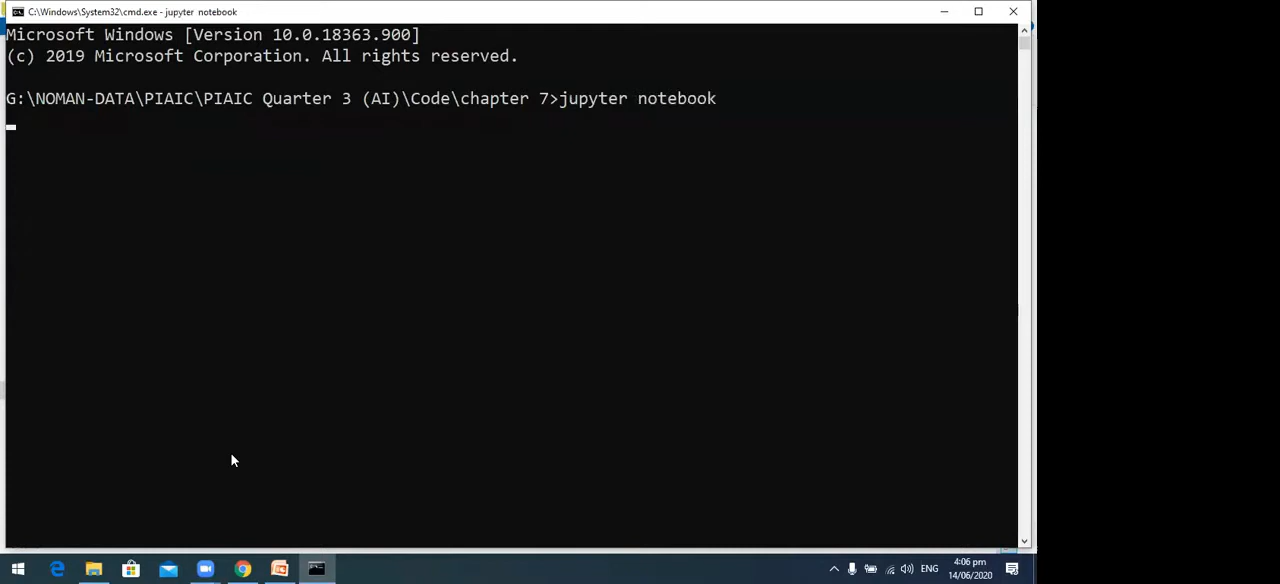 C:\Windows\System32\cmd.exe - jupyter notebook
Microsoft Windows [Version 10.0.18363.900]
(c) 2019 Microsoft Corporation. All rights reserved.
G:\NOMAN-DATA\PIAIC\PIAIC Quarter 3 (AI)\Code\chapter 7>jupyter notebook
ENG
4:06 pm
14/06/2020